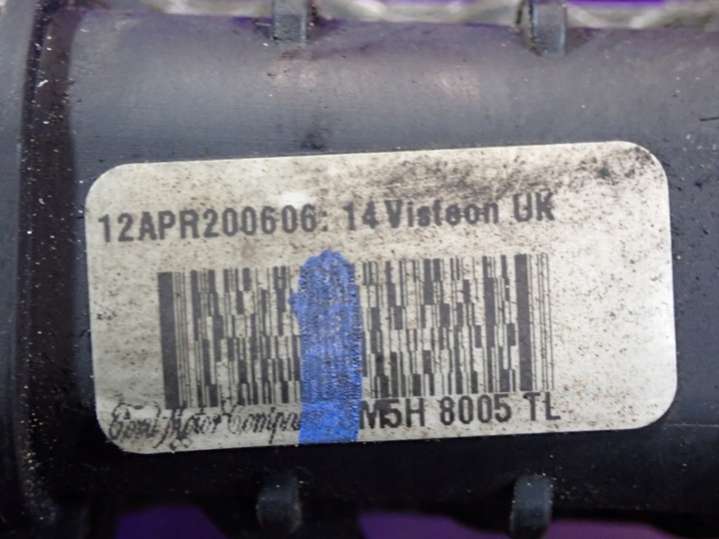 12APR200606:14 Visteon UK
Ford Motor Company M5H 8005 TL